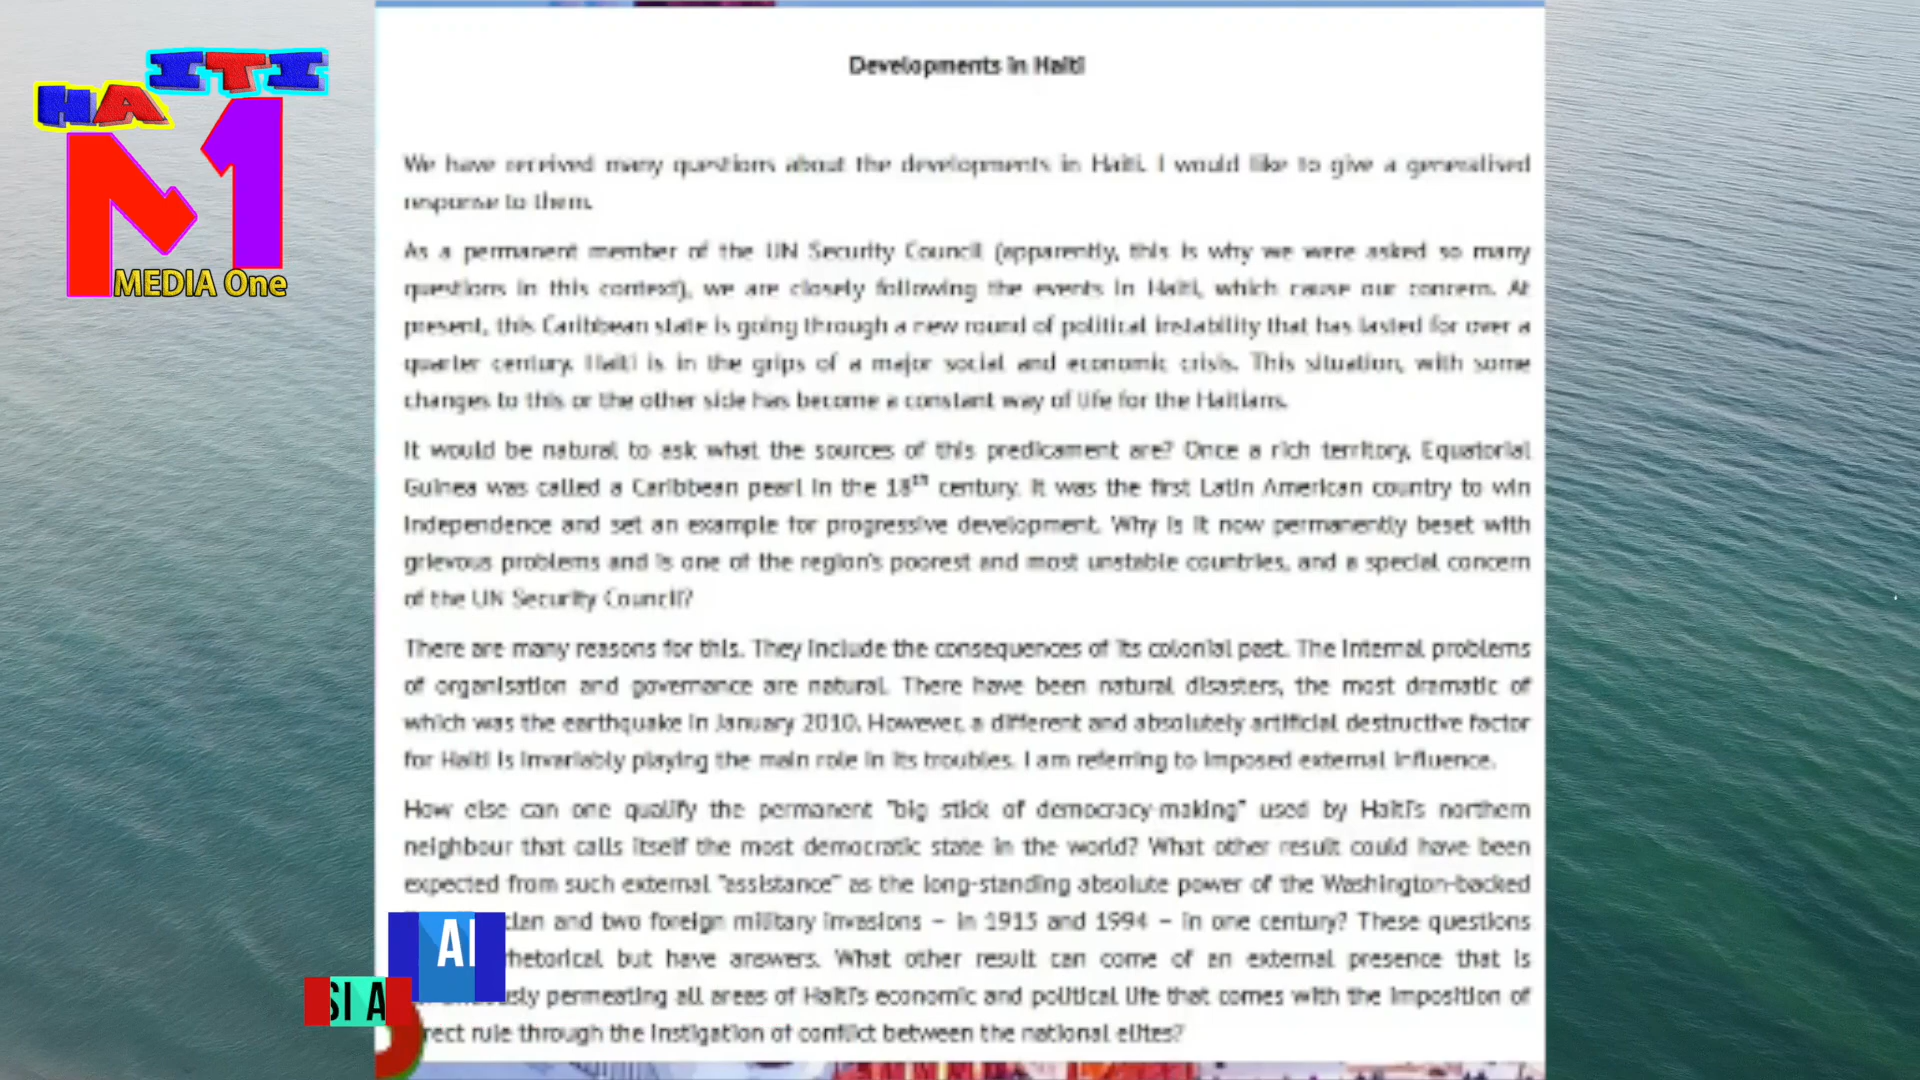 HAITI
M1
MEDIA One
Developments in Haiti
We have received many questions about the developments in Haiti. I would like to give a generalised
response to them.
As a permanent member of the UN Security Council (apparently, this is why we were asked so many
questions in this context), we are closely following the events in Haiti, which cause our concern. At
present, this Caribbean state is going through a new round of political instability that has lasted for over a
quarter century. Haiti is in the grips of a major social and economic crisis. This situation, with some
changes to this or the other side has become a constant way of life for the Haitians.
It would be natural to ask what the sources of this predicament are? Once a rich territory, Equatorial
Guinea was called a Caribbean pearl in the 18th century. It was the first Latin American country to win
independence and set an example for progressive development. Why is it now permanently beset with
grievous problems and is one of the region's poorest and most unstable countries, and a special concern
of the UN Security Council?
There are many reasons for this. They include the consequences of its colonial past. The internal problems
of organisation and governance are natural. There have been natural disasters, the most dramatic of
which was the earthquake in January 2010. However, a different and absolutely artificial destructive factor
for Haiti is invariably playing the main role in its troubles. I am referring to imposed external influence.
How else can one qualify the permanent "big stick of democracy-making" used by Haiti's northern
neighbour that calls itself the most democratic state in the world? What other result could have been
expected from such external "assistance" as the long-standing absolute power of the Washington-backed
clan and two foreign military invasions – in 1915 and 1994 – in one century? These questions
rhetorical but have answers. What other result can come of an external presence that is
permeating all areas of Haiti's economic and political life that comes with the imposition of
rect rule through the instigation of conflict between the national elites?
AI
SI A